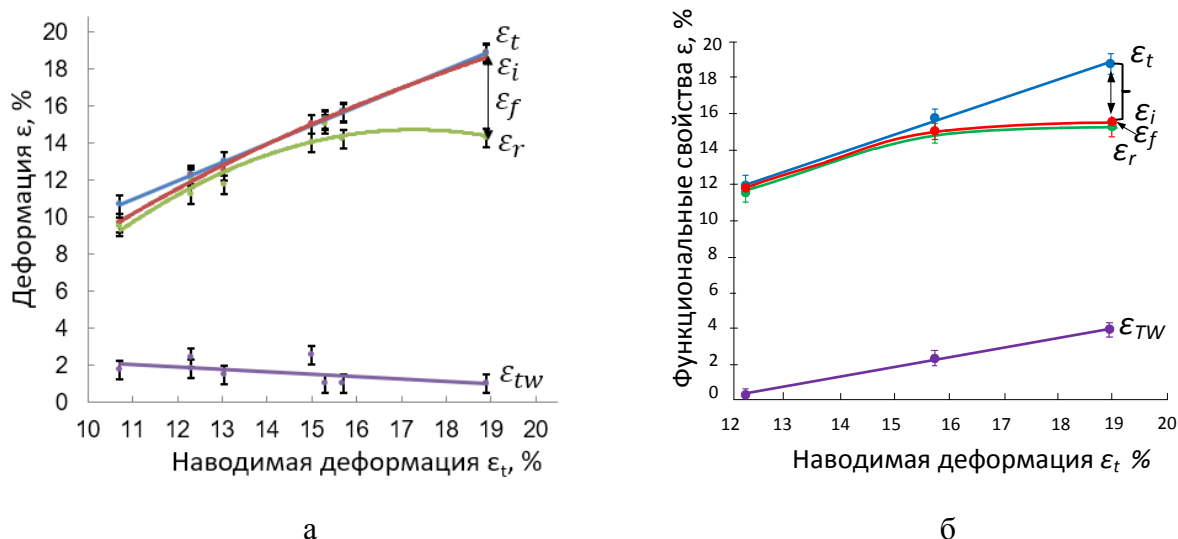 Деформация ε, %
20
18
16
14
12
10
8
6
4
2
0
10 11 12 13 14 15 16 17 18 19 20
Наводимая деформация εt, %
εt
εi
εf
εr
εtw
а
Функциональные свойства ε, %
20
18
16
14
12
10
8
6
4
2
0
12 13 14 15 16 17 18 19 20
Наводимая деформация εt %
εt
εi
εf
εr
εTW
б